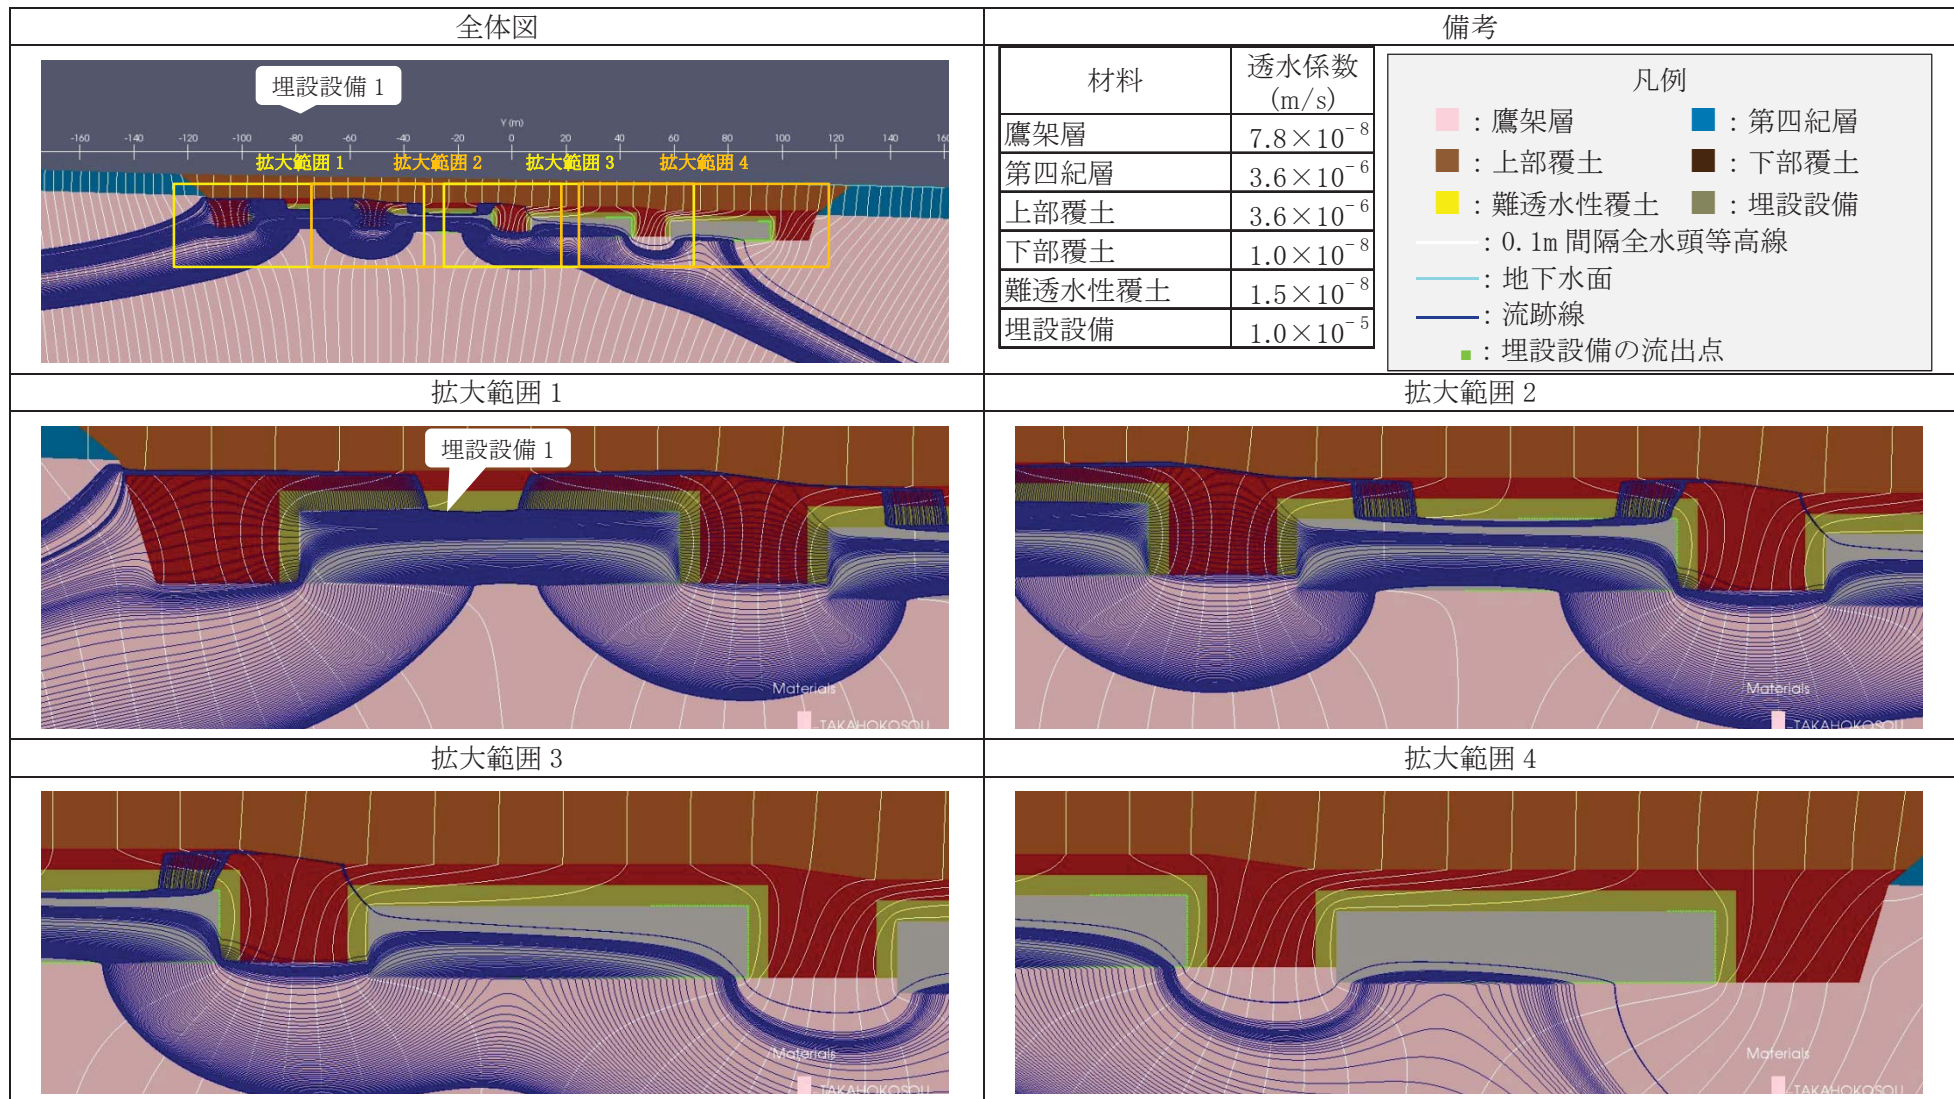 全体図
備考
埋設設備 1
Y (m)
-160 -140 -120 -100 -80 -60 -40 -20 0 20 40 60 80 100 120 140 160
拡大範囲 1 拡大範囲 2 拡大範囲 3 拡大範囲 4
材料 透水係数
(m/s)
鷹架層 7.8×10⁻⁸
第四紀層 3.6×10⁻⁶
上部覆土 3.6×10⁻⁶
下部覆土 1.0×10⁻⁸
難透水性覆土 1.5×10⁻⁸
埋設設備 1.0×10⁻⁵
凡例
：鷹架層 ：第四紀層
：上部覆土 ：下部覆土
：難透水性覆土 ：埋設設備
：0.1m 間隔全水頭等高線
：地下水面
：流跡線
：埋設設備の流出点
拡大範囲 1
拡大範囲 2
埋設設備 1
Materials
TAKAHOKOSOU
Materials
TAKAHOKOSOU
拡大範囲 3
拡大範囲 4
Materials
TAKAHOKOSOU
Materials
TAKAHOKOSOU